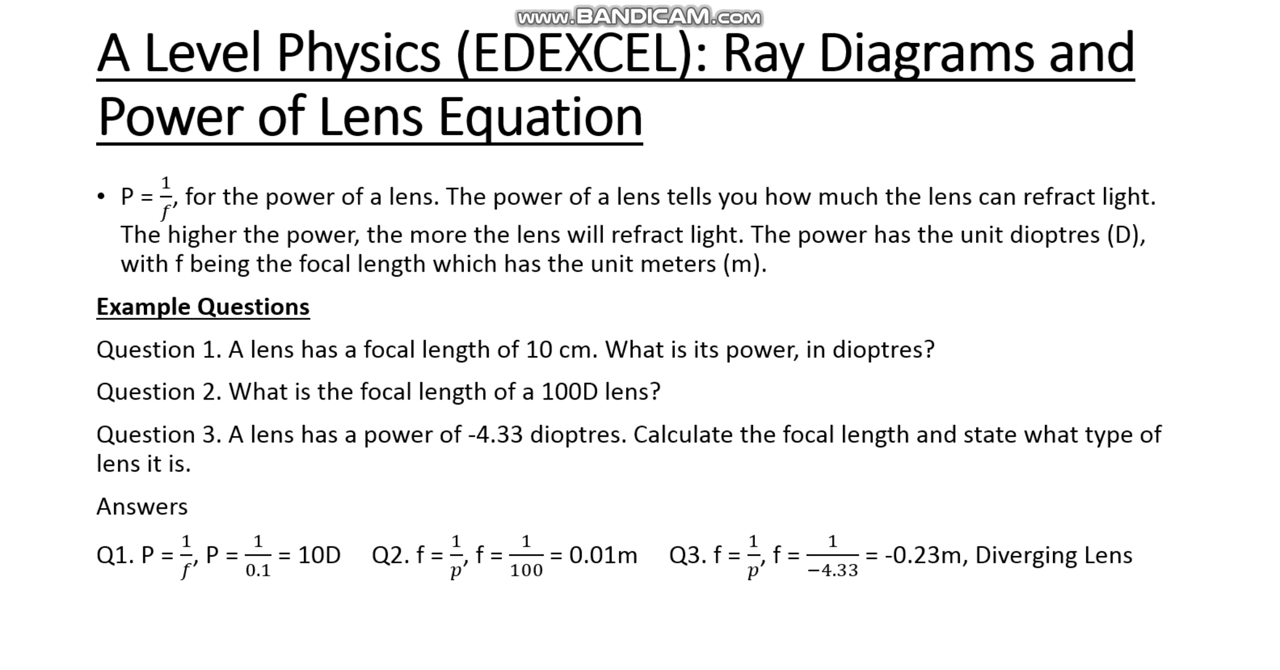 www.BANDICAM.com
A Level Physics (EDEXCEL): Ray Diagrams and
Power of Lens Equation
• P = 1/f, for the power of a lens. The power of a lens tells you how much the lens can refract light.
The higher the power, the more the lens will refract light. The power has the unit dioptres (D),
with f being the focal length which has the unit meters (m).
Example Questions
Question 1. A lens has a focal length of 10 cm. What is its power, in dioptres?
Question 2. What is the focal length of a 100D lens?
Question 3. A lens has a power of -4.33 dioptres. Calculate the focal length and state what type of
lens it is.
Answers
Q1. P = 1/f, P = 1/0.1 = 10D Q2. f = 1/p, f = 1/100 = 0.01m Q3. f = 1/p, f = 1/−4.33 = -0.23m, Diverging Lens